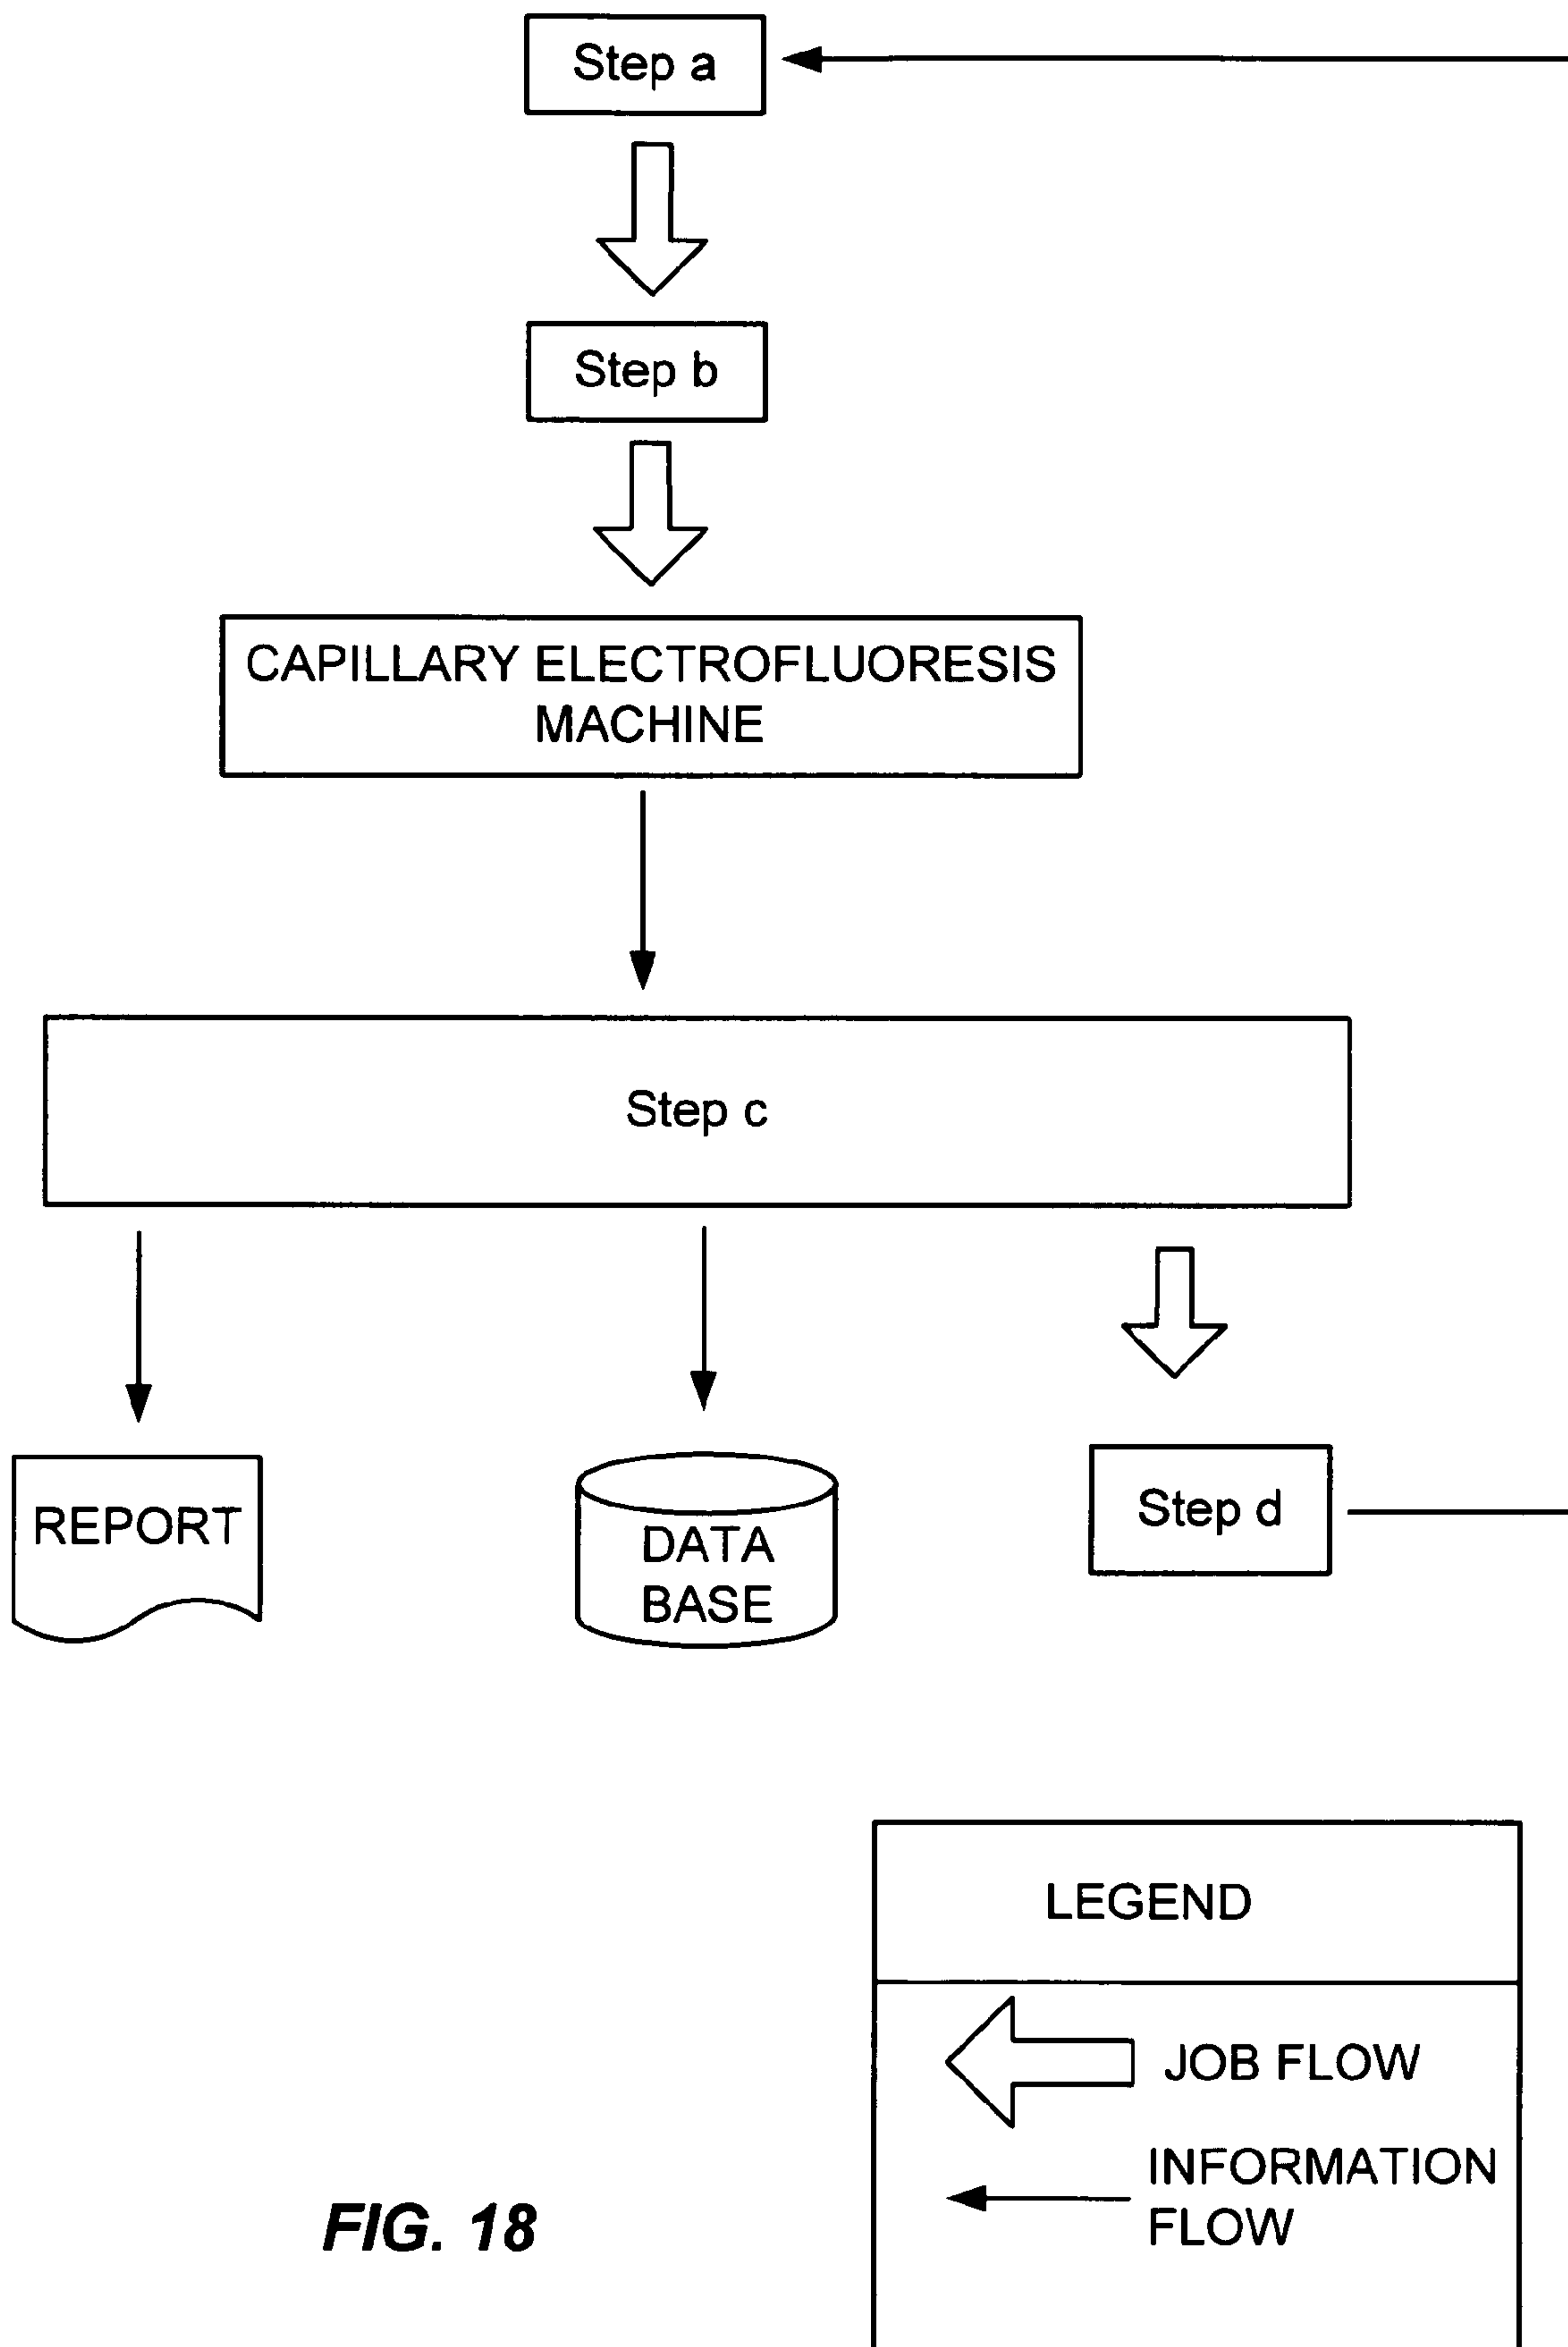 Step a
Step b
CAPILLARY ELECTROFLUORESIS
MACHINE
Step c
REPORT
DATA
BASE
Step d
LEGEND
JOB FLOW
INFORMATION
FLOW
FIG. 18